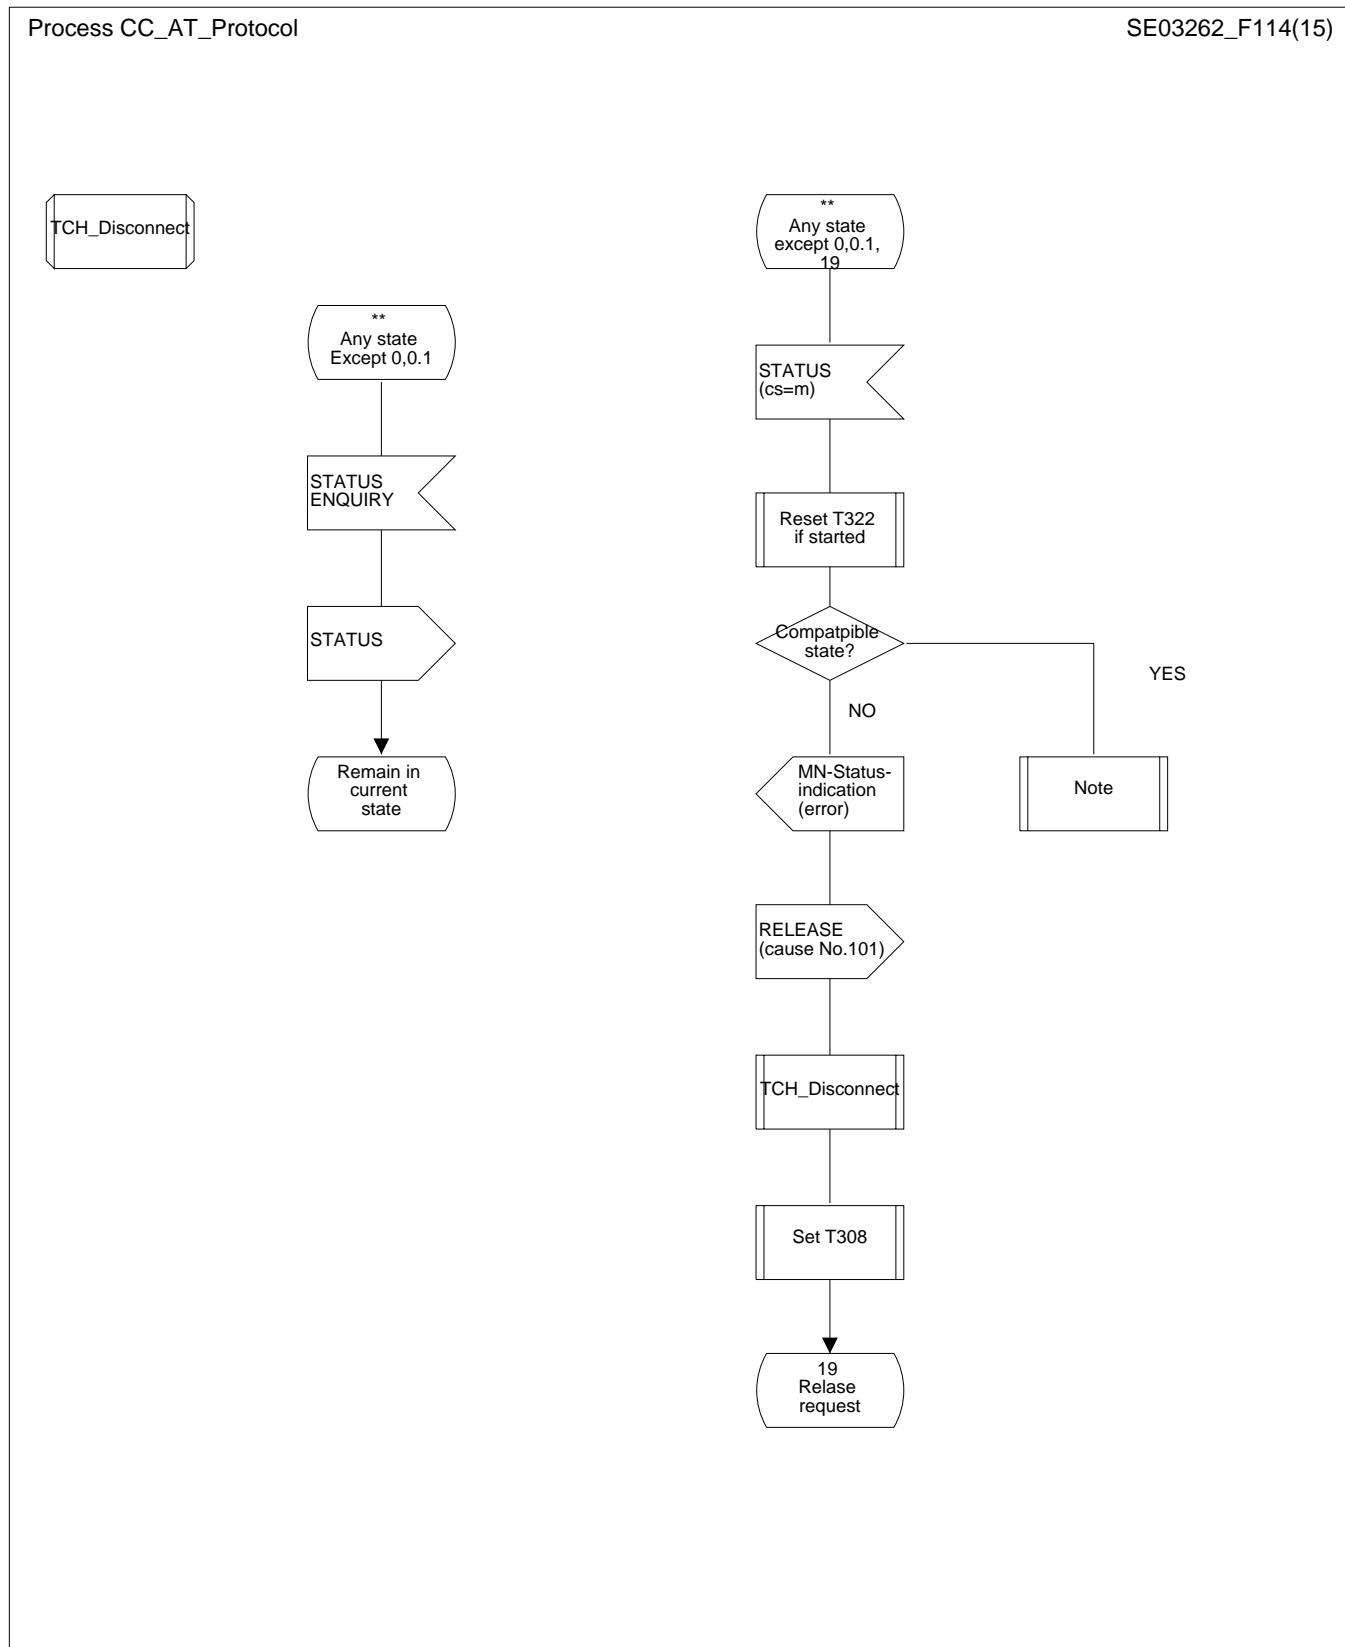 Process CC_AT_Protocol
SE03262_F114(15)
TCH_Disconnect
**
Any state
Except 0,0.1
STATUS
ENQUIRY
STATUS
Remain in
current
state
**
Any state
except 0,0.1,
19
STATUS
(cs=m)
Reset T322
if started
Compatpible
state?
YES
NO
MN-Status-
indication
(error)
Note
RELEASE
(cause No.101)
TCH_Disconnect
Set T308
19
Relase
request